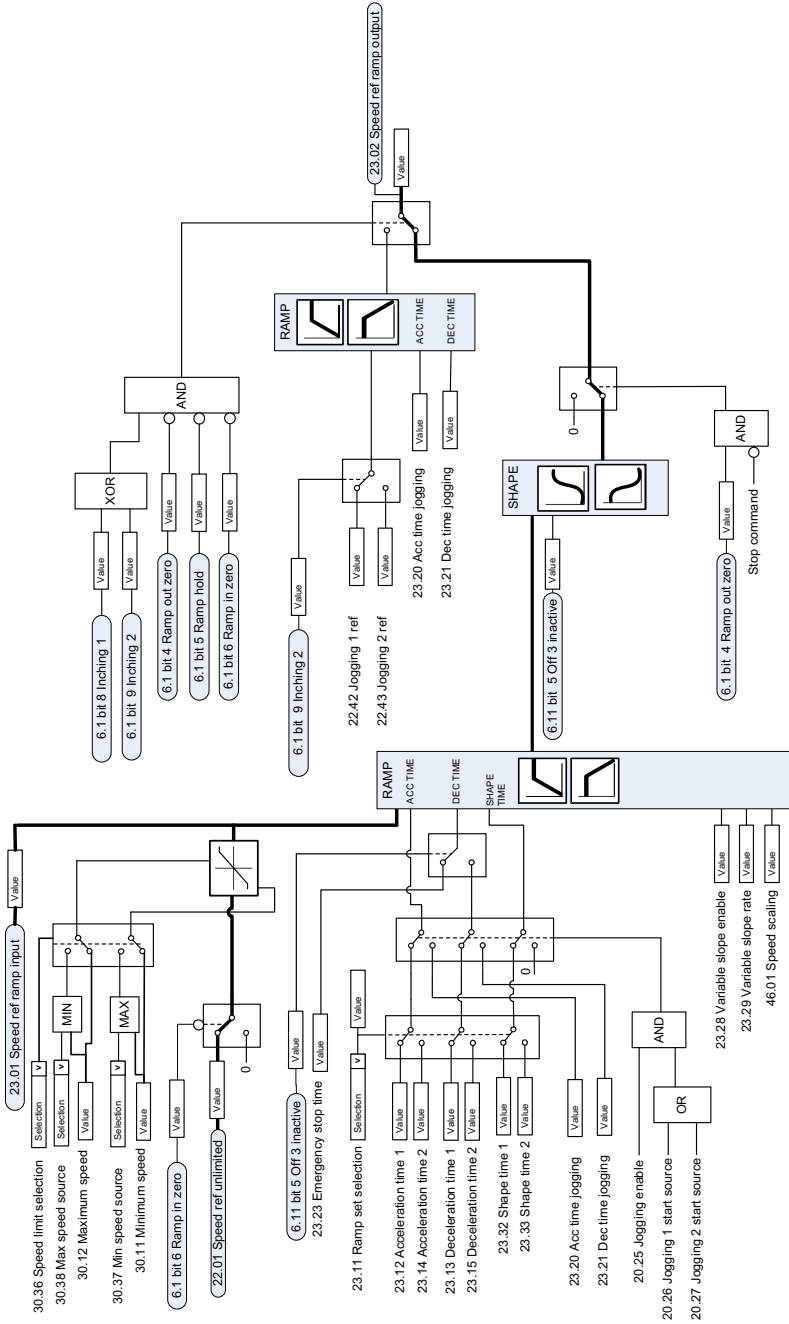 23.01 Speed ref ramp input
Value
30.36 Speed limit selection
Selection v
30.38 Max speed source
Selection v
30.12 Maximum speed
Value
MIN
30.37 Min speed source
Selection v
30.11 Minimum speed
Value
MAX
6.1 bit 6 Ramp in zero
Value
22.01 Speed ref unlimited
Value
0
6.11 bit 5 Off 3 inactive
Value
23.23 Emergency stop time
Value
23.11 Ramp set selection
Selection v
Value
23.12 Acceleration time 1
Value
23.14 Acceleration time 2
Value
23.13 Deceleration time 1
Value
23.15 Deceleration time 2
Value
23.32 Shape time 1
Value
23.33 Shape time 2
Value
0
23.20 Acc time jogging
Value
23.21 Dec time jogging
Value
20.25 Jogging enable
20.26 Jogging 1 start source
20.27 Jogging 2 start source
OR
AND
23.28 Variable slope enable
Value
23.29 Variable slope rate
Value
46.01 Speed scaling
Value
RAMP
ACC TIME
DEC TIME
SHAPE
TIME
6.1 bit 8 Inching 1
Value
6.1 bit 9 Inching 2
Value
XOR
6.1 bit 4 Ramp out zero
Value
6.1 bit 5 Ramp hold
Value
6.1 bit 6 Ramp in zero
Value
AND
6.1 bit 9 Inching 2
Value
22.42 Jogging 1 ref
Value
22.43 Jogging 2 ref
Value
23.20 Acc time jogging
Value
23.21 Dec time jogging
Value
RAMP
ACC TIME
DEC TIME
6.11 bit 5 Off 3 inactive
Value
SHAPE
0
6.1 bit 4 Ramp out zero
Value
Stop command
AND
23.02 Speed ref ramp output
Value